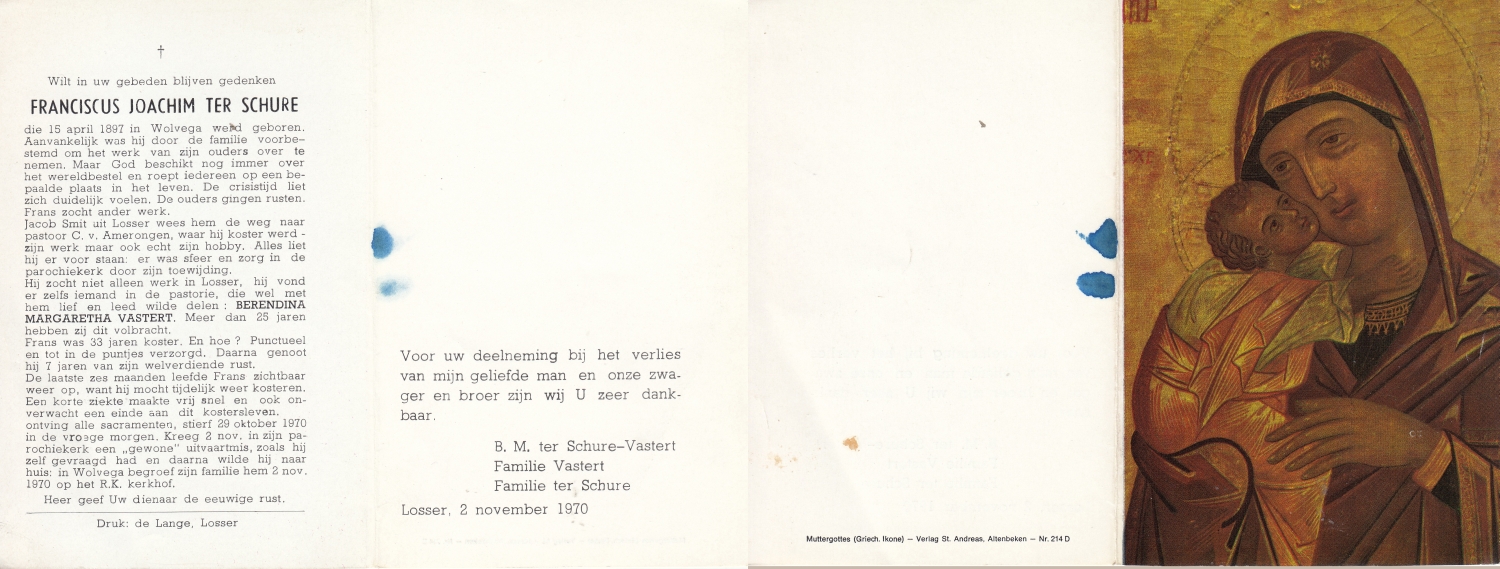 †
Wilt in uw gebeden blijven gedenken
FRANCISCUS JOACHIM TER SCHURE
die 15 april 1897 in Wolvega werd geboren.
Aanvankelijk was hij door de familie voorbe–
stemd om het werk van zijn ouders over te
nemen. Maar God beschikt nog immer over
het wereldbestel en roept iedereen op een be-
paalde plaats in het leven. De crisistijd liet
zich duidelijk voelen. De ouders gingen rusten.
Frans zocht ander werk.
Jacob Smit uit Losser wees hem de weg naar
pastoor C. v. Amerongen, waar hij koster werd -
zijn werk maar ook echt zijn hobby. Alles liet
hij er voor staan: er was sfeer en zorg in de
parochiekerk door zijn toewijding.
Hij zocht niet alleen werk in Losser, hij vond
er zelfs iemand in de pastorie, die wel met
hem lief en leed wilde delen : BERENDINA
MARGARETHA VASTERT. Meer dan 25 jaren
hebben zij dit volbracht.
Frans was 33 jaren koster. En hoe ? Punctueel
en tot in de puntjes verzorgd. Daarna genoot
hij 7 jaren van zijn welverdiende rust.
De laatste zes maanden leefde Frans zichtbaar
weer op, want hij mocht tijdelijk weer kosteren.
Een korte ziekte maakte vrij snel en ook on-
verwacht een einde aan dit kostersleven.
ontving alle sacramenten, stierf 29 oktober 1970
in de vroege morgen. Kreeg 2 nov. in zijn pa-
rochiekerk een „gewone" uitvaartmis, zoals hij
zelf gevraagd had en daarna wilde hij naar
huis: in Wolvega begroef zijn familie hem 2 nov.
1970 op het R.K. kerkhof.
Heer geef Uw dienaar de eeuwige rust.
Druk: de Lange, Losser
Voor uw deelneming bij het verlies
van mijn geliefde man en onze zwa-
ger en broer zijn wij U zeer dank-
baar.
B. M. ter Schure–Vastert
Familie Vastert
Familie ter Schure
Losser, 2 november 1970
Muttergottes (Griech. Ikone) — Verlag St. Andreas, Altenbeken — Nr. 214 D